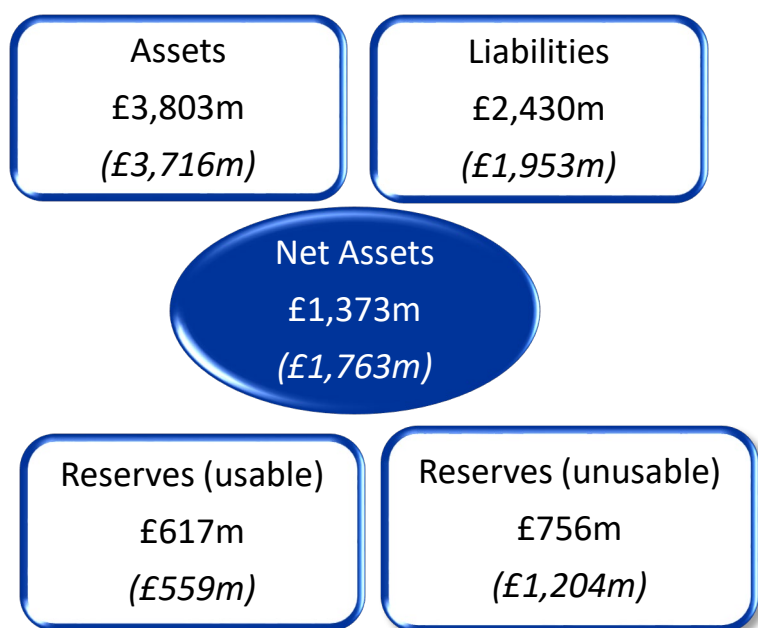 Assets
£3,803m
(£3,716m)
Liabilities
£2,430m
(£1,953m)
Net Assets
£1,373m
(£1,763m)
Reserves (usable)
£617m
(£559m)
Reserves (unusable)
£756m
(£1,204m)